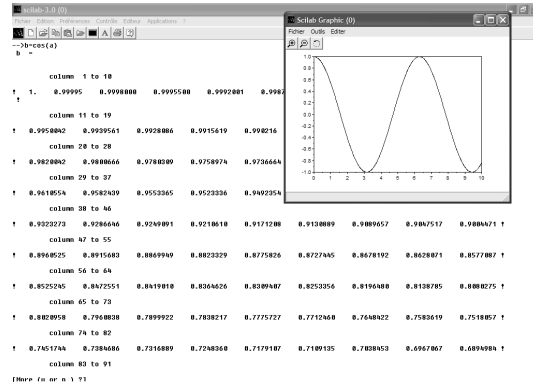 scilab-3.0 (0)
Fichier Edition Préférences Contrôle Editeur Applications ?
-->b=cos(a)
b =
column 1 to 10
! 1. 0.99995 0.9998000 0.9995500 0.9992001 0.9987
!
column 11 to 19
! 0.9950042 0.9939561 0.9928086 0.9915619 0.990216
column 20 to 28
! 0.9820042 0.9800666 0.9780309 0.9758974 0.9736664
column 29 to 37
! 0.9610554 0.9582439 0.9553365 0.9523336 0.9492354
column 38 to 46
! 0.9323273 0.9286646 0.9249091 0.9210610 0.9171208 0.9130889 0.9089657 0.9047517 0.9004471 !
column 47 to 55
! 0.8960525 0.8915683 0.8869949 0.8823329 0.8775826 0.8727445 0.8678192 0.8628071 0.8577087 !
column 56 to 64
! 0.8525245 0.8472551 0.8419010 0.8364626 0.8309407 0.8253356 0.8196480 0.8138785 0.8080275 !
column 65 to 73
! 0.8020958 0.7960838 0.7899922 0.7838217 0.7775727 0.7712460 0.7648422 0.7583619 0.7518057 !
column 74 to 82
! 0.7451744 0.7384686 0.7316889 0.7248360 0.7179107 0.7109135 0.7038453 0.6967067 0.6894984 !
column 83 to 91
[More (y or n ) ?]
Scilab Graphic (0)
Fichier Outils Editer
1.0
0.8
0.6
0.4
0.2
0.0
-0.2
-0.4
-0.6
-0.8
-1.0
0 1 2 3 4 5 6 7 8 9 10